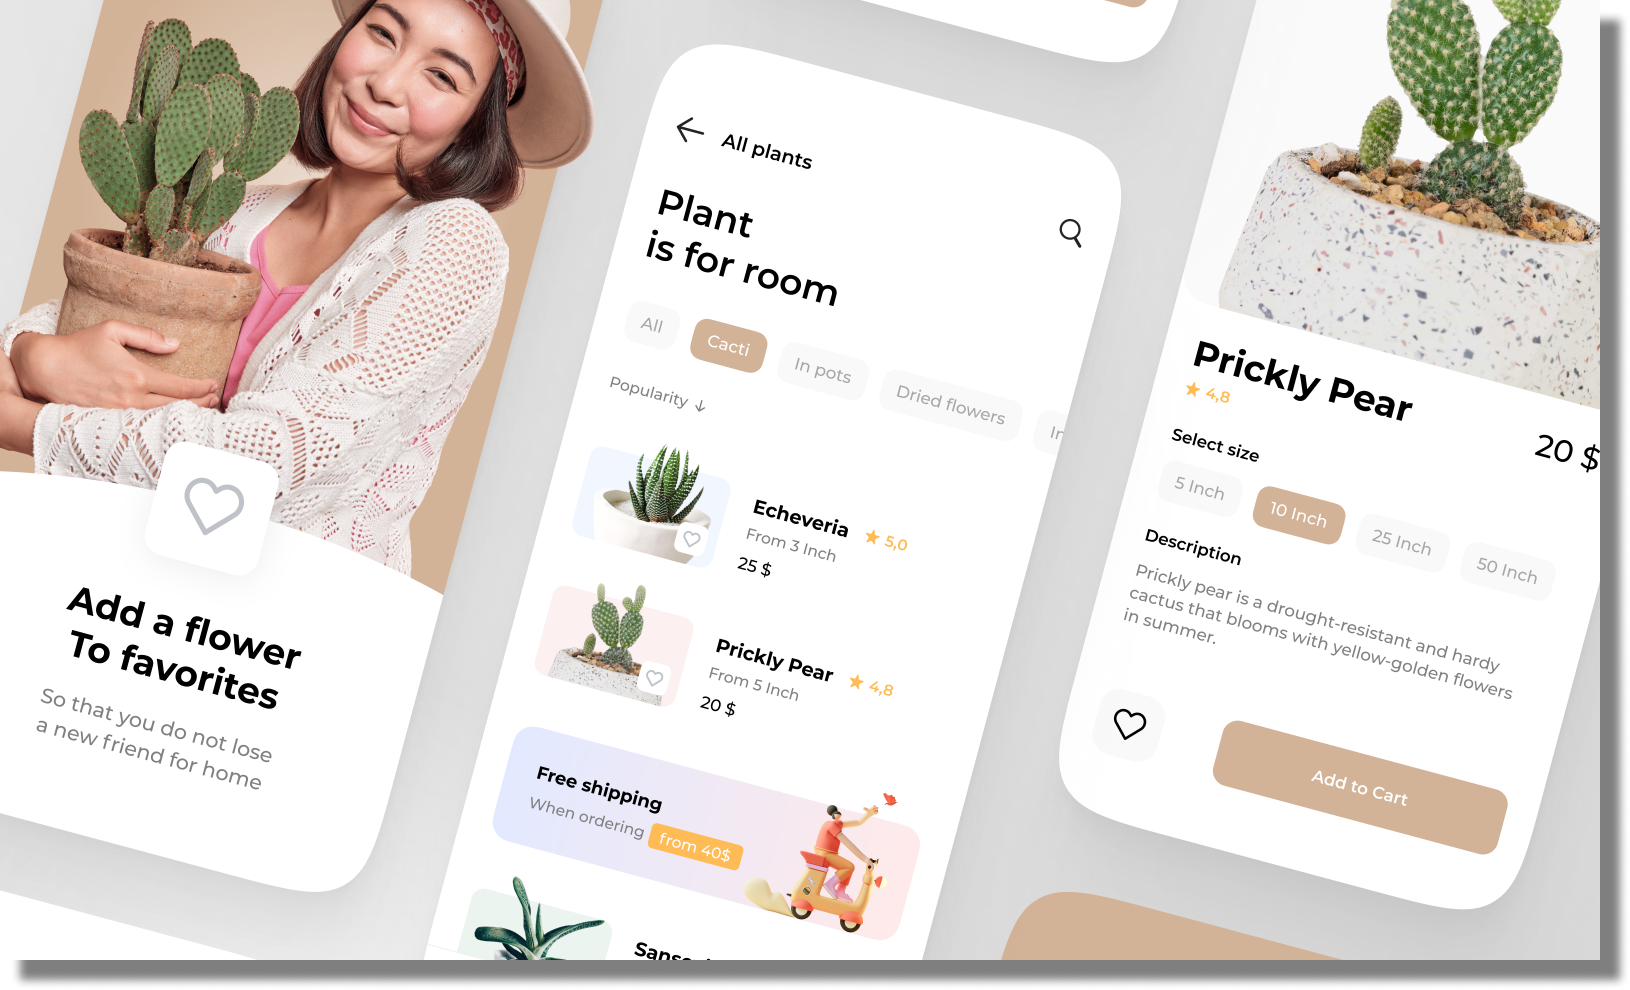 Add a flower
To favorites
So that you do not lose
a new friend for home
All plants
Plant
is for room
All
Cacti
In pots
Dried flowers
Popularity ↓
Echeveria
★ 5,0
From 3 Inch
25 $
Prickly Pear
★ 4,8
From 5 Inch
20 $
Free shipping
When ordering from 40$
Prickly Pear
★ 4,8
20 $
Select size
5 Inch
10 Inch
25 Inch
50 Inch
Description
Prickly pear is a drought-resistant and hardy
cactus that blooms with yellow-golden flowers
in summer.
Add to Cart